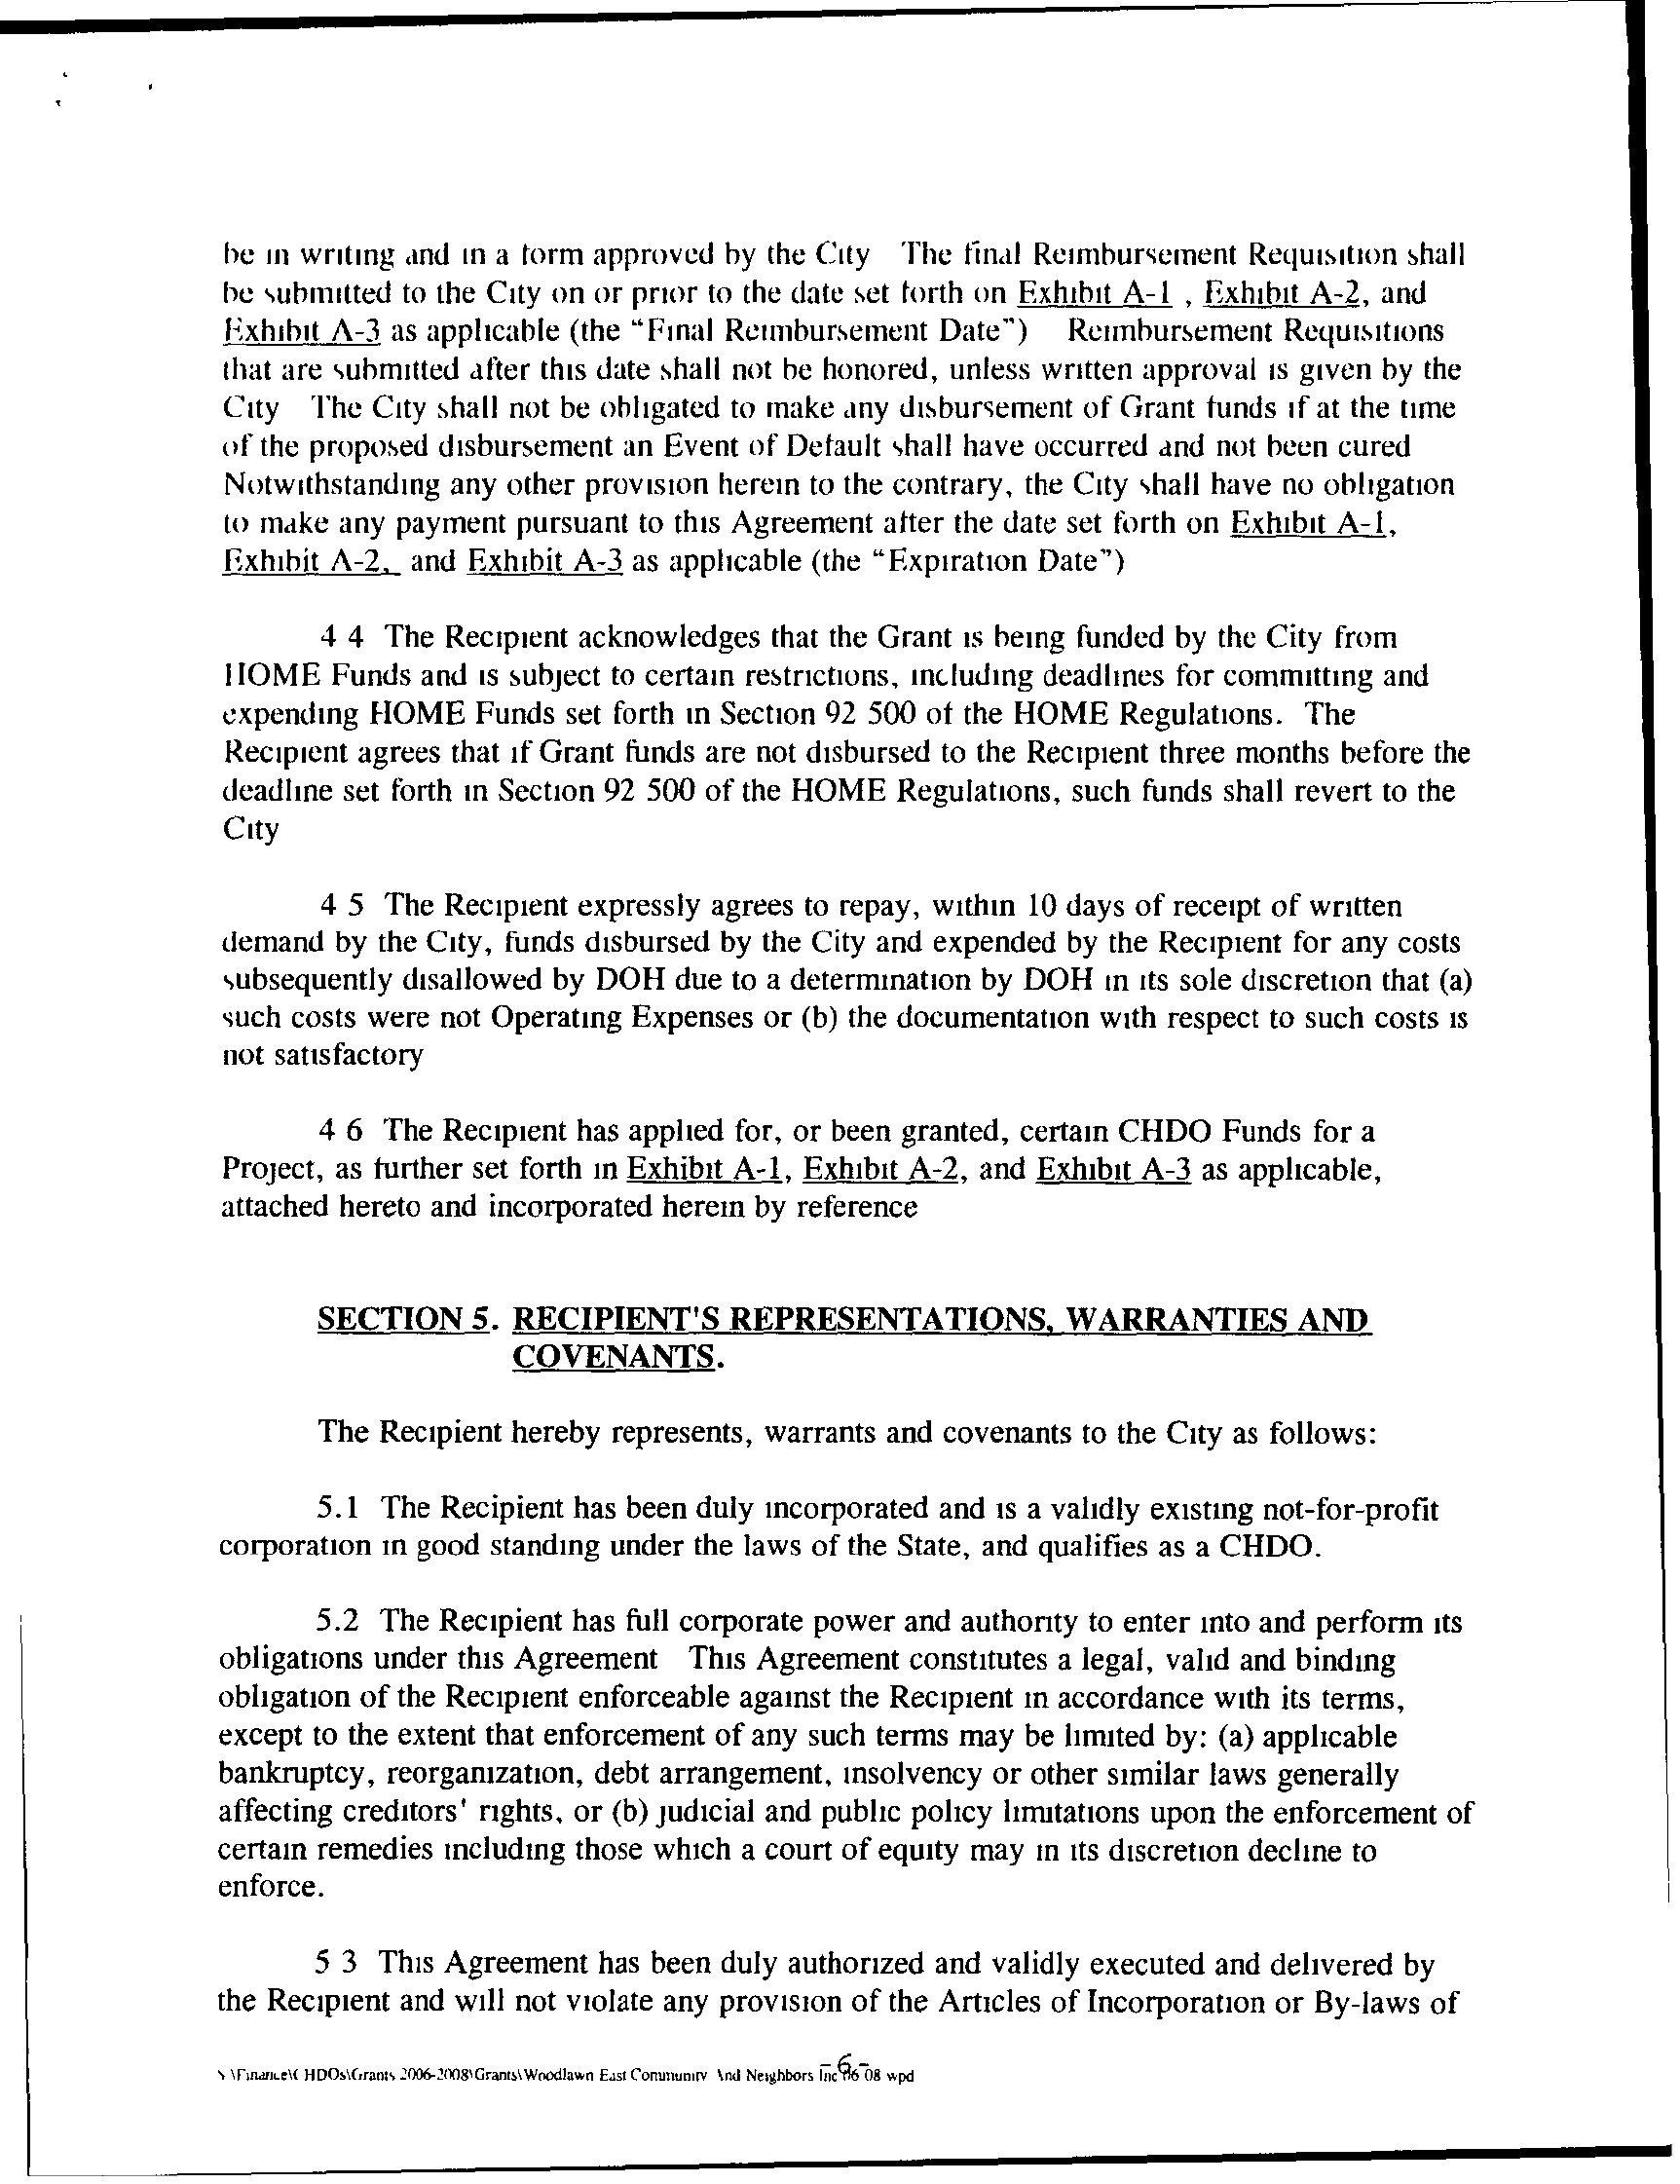 be in writing and in a form approved by the City   The final Reimbursement Requisition shall
be submitted to the City on or prior to the date set forth on Exhibit A-1 , Exhibit A-2, and
Exhibit A-3 as applicable (the “Final Reimbursement Date”)   Reimbursement Requisitions
that are submitted after this date shall not be honored, unless written approval is given by the
City   The City shall not be obligated to make any disbursement of Grant funds if at the time
of the proposed disbursement an Event of Default shall have occurred and not been cured
Notwithstanding any other provision herein to the contrary, the City shall have no obligation
to make any payment pursuant to this Agreement after the date set forth on Exhibit A-1,
Exhibit A-2, and Exhibit A-3 as applicable (the “Expiration Date”)
4 4 The Recipient acknowledges that the Grant is being funded by the City from
HOME Funds and is subject to certain restrictions, including deadlines for committing and
expending HOME Funds set forth in Section 92 500 of the HOME Regulations. The
Recipient agrees that if Grant funds are not disbursed to the Recipient three months before the
deadline set forth in Section 92 500 of the HOME Regulations, such funds shall revert to the
City
4 5 The Recipient expressly agrees to repay, within 10 days of receipt of written
demand by the City, funds disbursed by the City and expended by the Recipient for any costs
subsequently disallowed by DOH due to a determination by DOH in its sole discretion that (a)
such costs were not Operating Expenses or (b) the documentation with respect to such costs is
not satisfactory
4 6 The Recipient has applied for, or been granted, certain CHDO Funds for a
Project, as further set forth in Exhibit A-1, Exhibit A-2, and Exhibit A-3 as applicable,
attached hereto and incorporated herein by reference
SECTION 5. RECIPIENT'S REPRESENTATIONS, WARRANTIES AND
COVENANTS.
The Recipient hereby represents, warrants and covenants to the City as follows:
5.1 The Recipient has been duly incorporated and is a validly existing not-for-profit
corporation in good standing under the laws of the State, and qualifies as a CHDO.
5.2 The Recipient has full corporate power and authority to enter into and perform its
obligations under this Agreement   This Agreement constitutes a legal, valid and binding
obligation of the Recipient enforceable against the Recipient in accordance with its terms,
except to the extent that enforcement of any such terms may be limited by: (a) applicable
bankruptcy, reorganization, debt arrangement, insolvency or other similar laws generally
affecting creditors' rights, or (b) judicial and public policy limitations upon the enforcement of
certain remedies including those which a court of equity may in its discretion decline to
enforce.
5 3 This Agreement has been duly authorized and validly executed and delivered by
the Recipient and will not violate any provision of the Articles of Incorporation or By-laws of
-6-
\Finance\CHDOs\Grants 2006-2008\Grants\Woodlawn East Community And Neighbors Inc 08 wpd